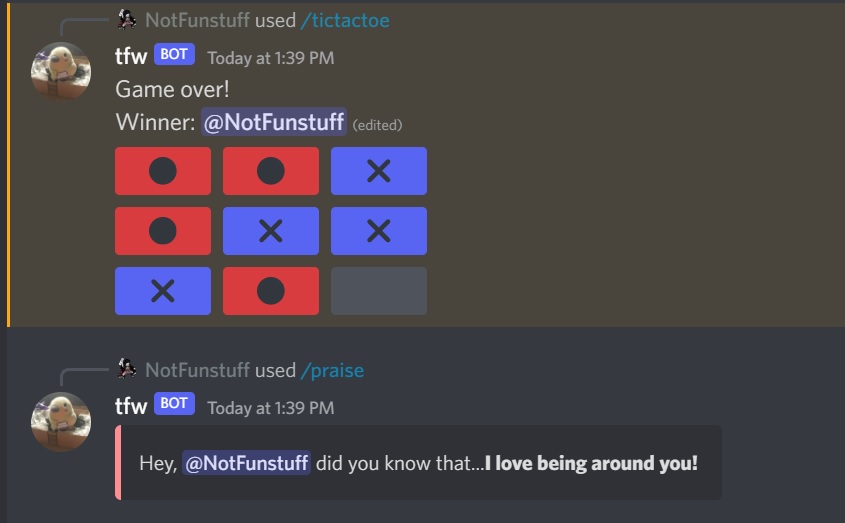 NotFunstuff used /tictactoe
tfw BOT Today at 1:39 PM
Game over!
Winner: @NotFunstuff (edited)
NotFunstuff used /praise
tfw BOT Today at 1:39 PM
Hey, @NotFunstuff did you know that...I love being around you!